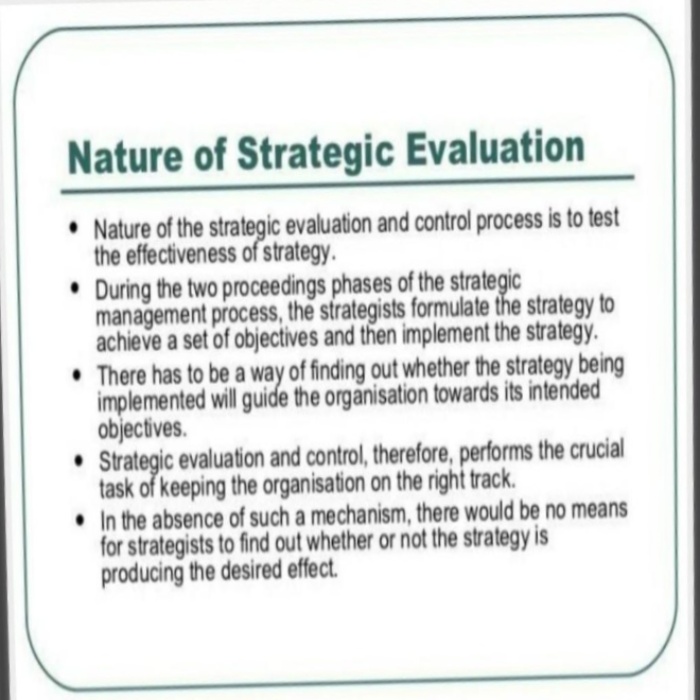 Nature of Strategic Evaluation
• Nature of the strategic evaluation and control process is to test
the effectiveness of strategy.
• During the two proceedings phases of the strategic
management process, the strategists formulate the strategy to
achieve a set of objectives and then implement the strategy.
• There has to be a way of finding out whether the strategy being
implemented will guide the organisation towards its intended
objectives.
• Strategic evaluation and control, therefore, performs the crucial
task of keeping the organisation on the right track.
• In the absence of such a mechanism, there would be no means
for strategists to find out whether or not the strategy is
producing the desired effect.